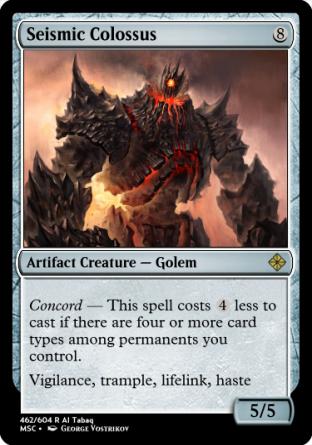 Seismic Colossus 8
Artifact Creature — Golem
Concord — This spell costs 4 less to
cast if there are four or more card
types among permanents you
control.
Vigilance, trample, lifelink, haste
5/5
462/604 R Al Tabaq
MSC • George Vostrikov